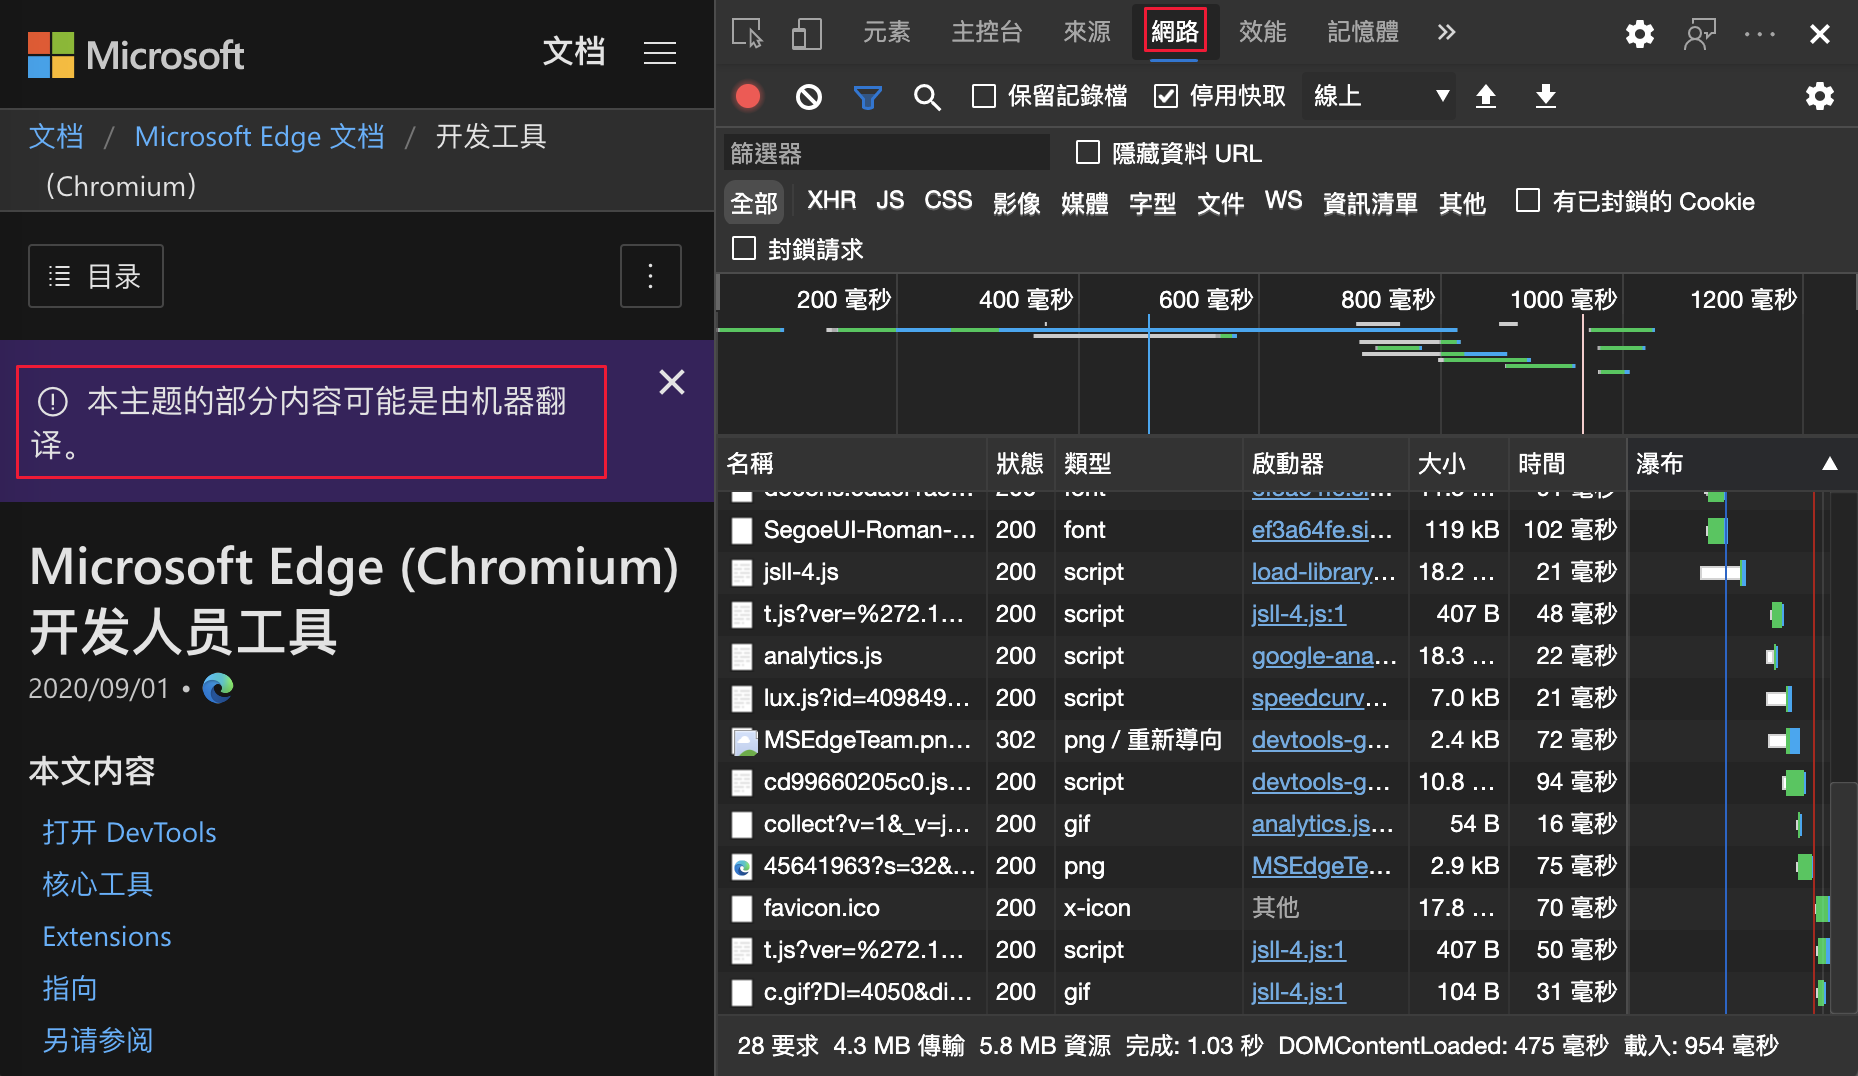 Microsoft
文档
文档 / Microsoft Edge 文档 / 开发工具
（Chromium）
目录
本主题的部分内容可能是由机器翻
译。
Microsoft Edge (Chromium)
开发人员工具
2020/09/01 •
本文内容
打开 DevTools
核心工具
Extensions
指向
另请参阅
元素 主控台 來源 網路 效能 記憶體
保留記錄檔 停用快取 線上
篩選器 隱藏資料 URL
全部 XHR JS CSS 影像 媒體 字型 文件 WS 資訊清單 其他 有已封鎖的 Cookie
封鎖請求
200 毫秒 400 毫秒 600 毫秒 800 毫秒 1000 毫秒 1200 毫秒
名稱 狀態 類型 啟動器 大小 時間 瀑布
SegoeUI-Roman-... 200 font ef3a64fe.si... 119 kB 102 毫秒
jsll-4.js 200 script load-library... 18.2 ... 21 毫秒
t.js?ver=%272.1... 200 script jsll-4.js:1 407 B 48 毫秒
analytics.js 200 script google-ana... 18.3 ... 22 毫秒
lux.js?id=409849... 200 script speedcurv... 7.0 kB 21 毫秒
MSEdgeTeam.pn... 302 png / 重新導向 devtools-g... 2.4 kB 72 毫秒
cd99660205c0.js... 200 script devtools-g... 10.8 ... 94 毫秒
collect?v=1&_v=j... 200 gif analytics.js... 54 B 16 毫秒
45641963?s=32&... 200 png MSEdgeTe... 2.9 kB 75 毫秒
favicon.ico 200 x-icon 其他 17.8 ... 70 毫秒
t.js?ver=%272.1... 200 script jsll-4.js:1 407 B 50 毫秒
c.gif?DI=4050&di... 200 gif jsll-4.js:1 104 B 31 毫秒
28 要求 4.3 MB 傳輸 5.8 MB 資源 完成: 1.03 秒 DOMContentLoaded: 475 毫秒 載入: 954 毫秒